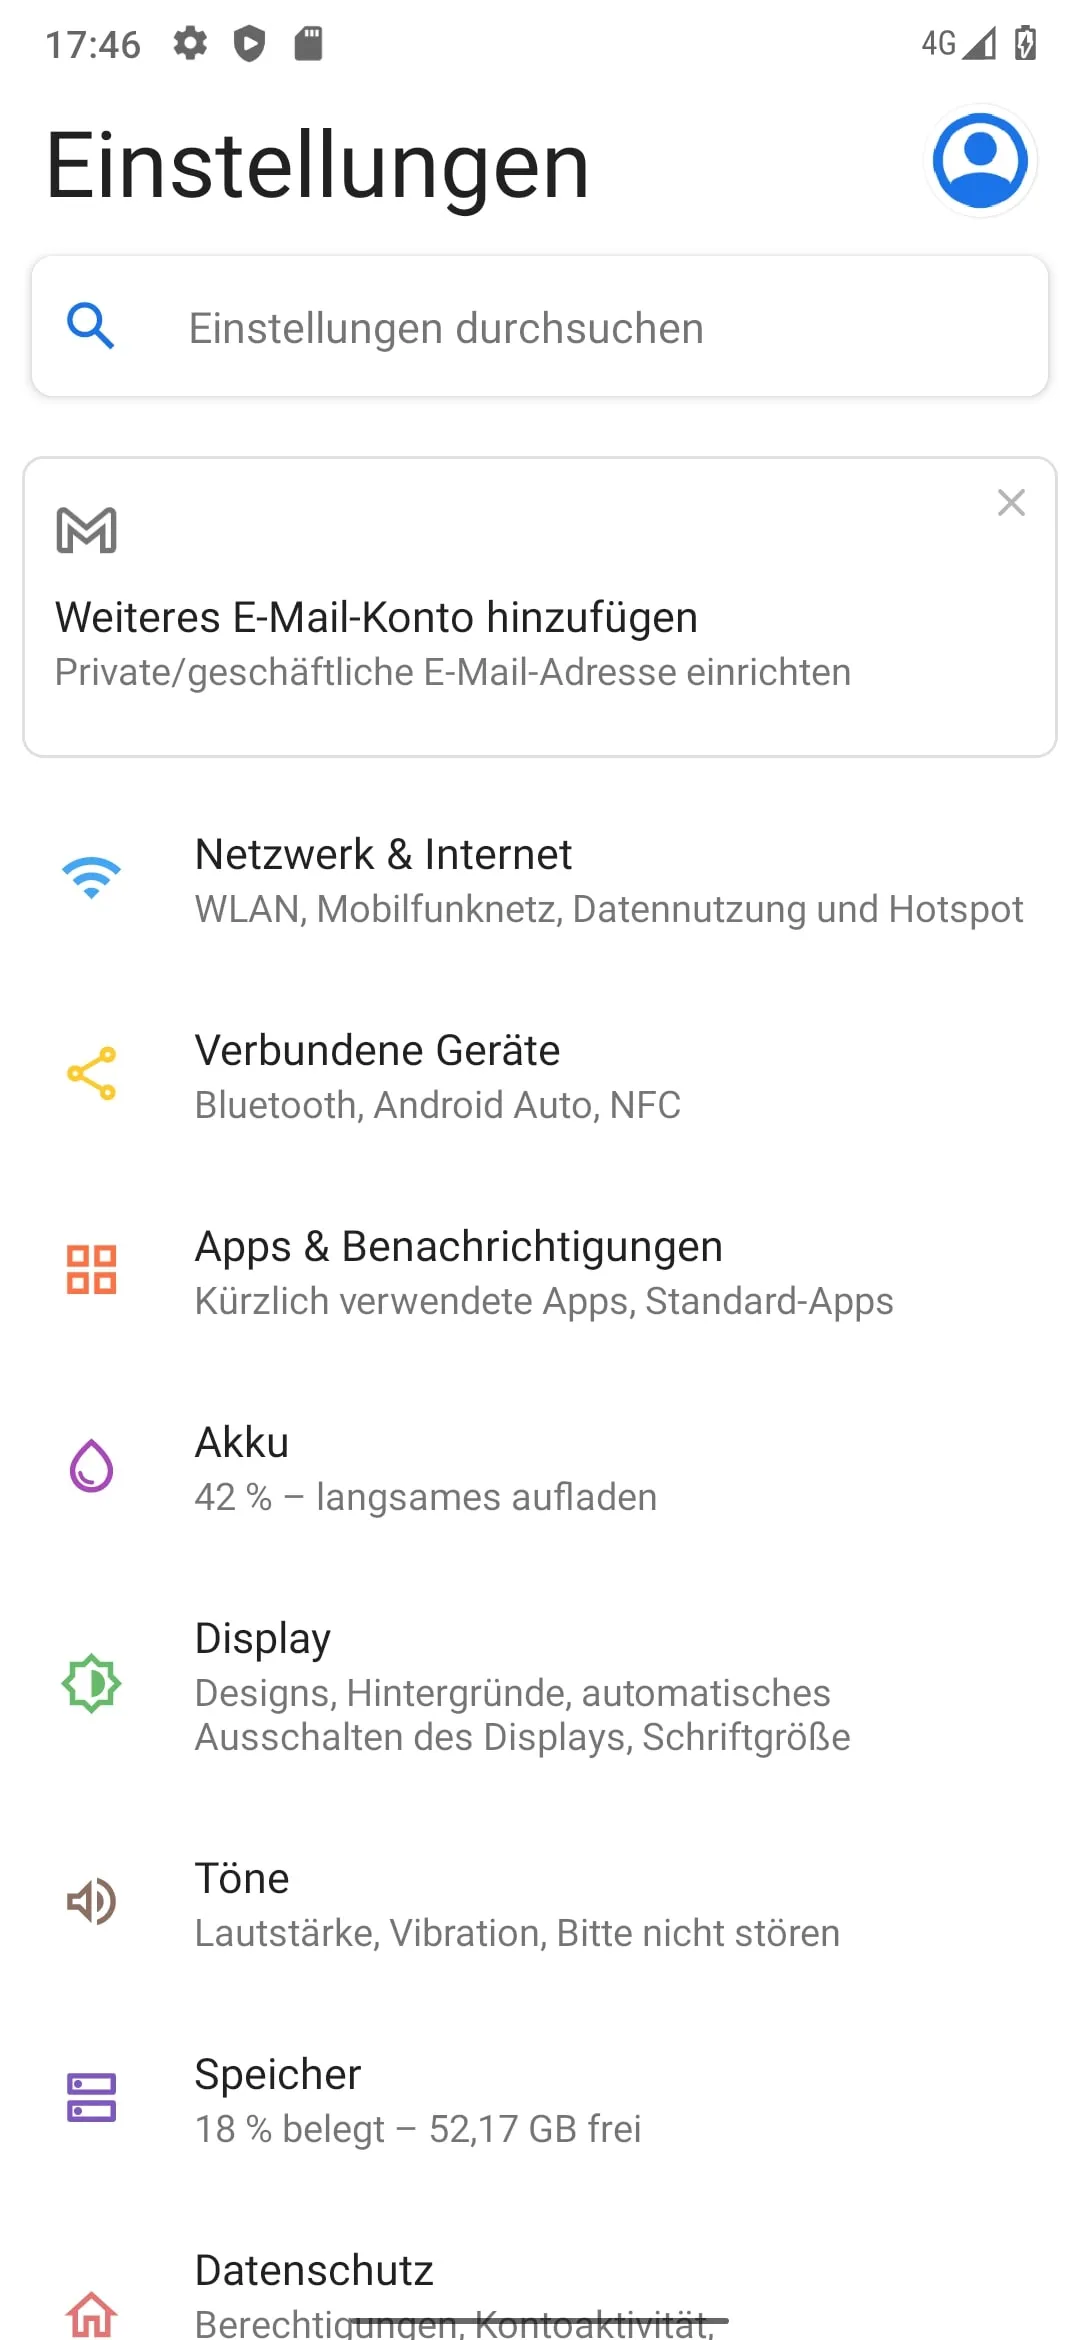 17:46
4G
Einstellungen
Einstellungen durchsuchen
Weiteres E-Mail-Konto hinzufügen
Private/geschäftliche E-Mail-Adresse einrichten
Netzwerk & Internet
WLAN, Mobilfunknetz, Datennutzung und Hotspot
Verbundene Geräte
Bluetooth, Android Auto, NFC
Apps & Benachrichtigungen
Kürzlich verwendete Apps, Standard-Apps
Akku
42 % – langsames aufladen
Display
Designs, Hintergründe, automatisches
Ausschalten des Displays, Schriftgröße
Töne
Lautstärke, Vibration, Bitte nicht stören
Speicher
18 % belegt – 52,17 GB frei
Datenschutz
Berechtigungen, Kontoaktivität,